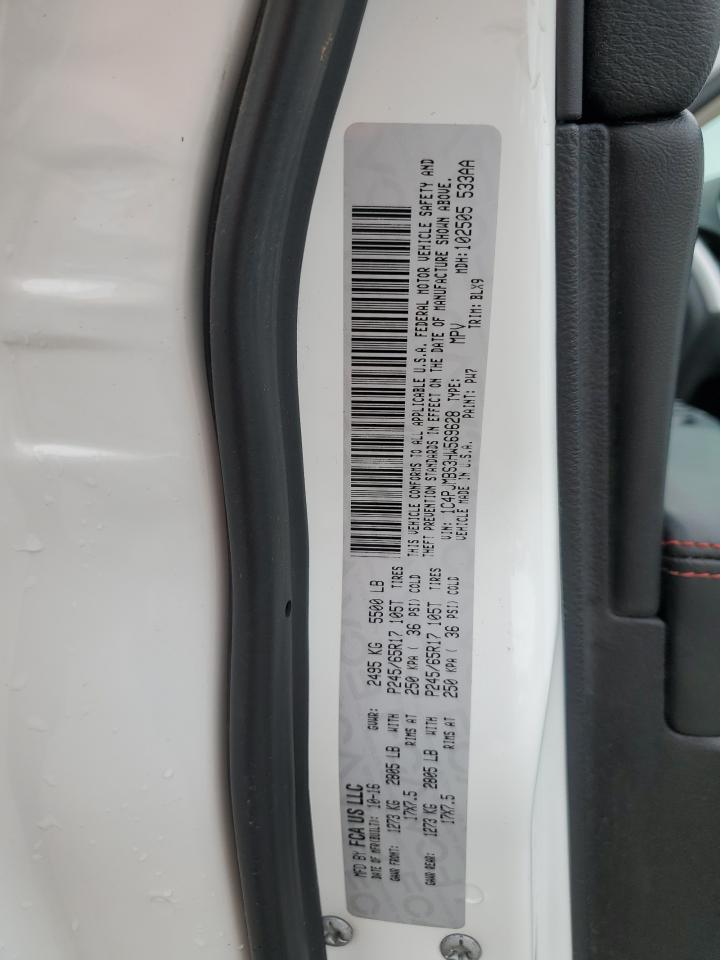 MFD BY FCA US LLC
DATE OF MFR(BUILT): 10-16 GVWR: 2495 KG 5500 LB
GAWR FRONT: 1273 KG 2805 LB WITH P245/65R17 105T TIRES
17X7.5 RIMS AT 250 KPA ( 36 PSI) COLD
GAWR REAR: 1273 KG 2805 LB WITH P245/65R17 105T TIRES
17X7.5 RIMS AT 250 KPA ( 36 PSI) COLD
THIS VEHICLE CONFORMS TO ALL APPLICABLE U.S.A. FEDERAL MOTOR VEHICLE SAFETY AND
THEFT PREVENTION STANDARDS IN EFFECT ON THE DATE OF MANUFACTURE SHOWN ABOVE.
VIN: 1C4PJMBS3HW569628 TYPE: MPV MDH:102505 533AA
VEHICLE MADE IN U.S.A. PAINT: PW7 TRIM: BLX9